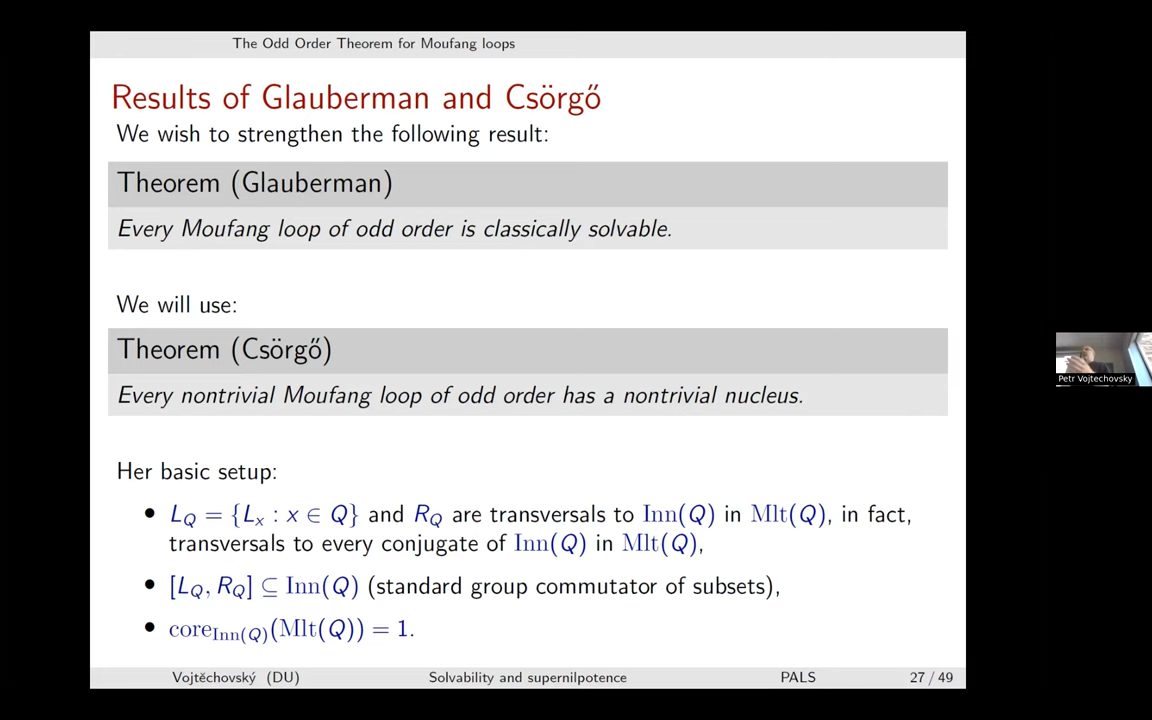 The Odd Order Theorem for Moufang loops
Results of Glauberman and Csörgő
We wish to strengthen the following result:
Theorem (Glauberman)
Every Moufang loop of odd order is classically solvable.
We will use:
Theorem (Csörgő)
Every nontrivial Moufang loop of odd order has a nontrivial nucleus.
Her basic setup:
• L_Q = {L_x : x ∈ Q} and R_Q are transversals to Inn(Q) in Mlt(Q), in fact,
transversals to every conjugate of Inn(Q) in Mlt(Q),
• [L_Q, R_Q] ⊆ Inn(Q) (standard group commutator of subsets),
• core_Inn(Q)(Mlt(Q)) = 1.
Vojtěchovský (DU) Solvability and supernilpotence PALS 27 / 49
Petr Vojtechovsky